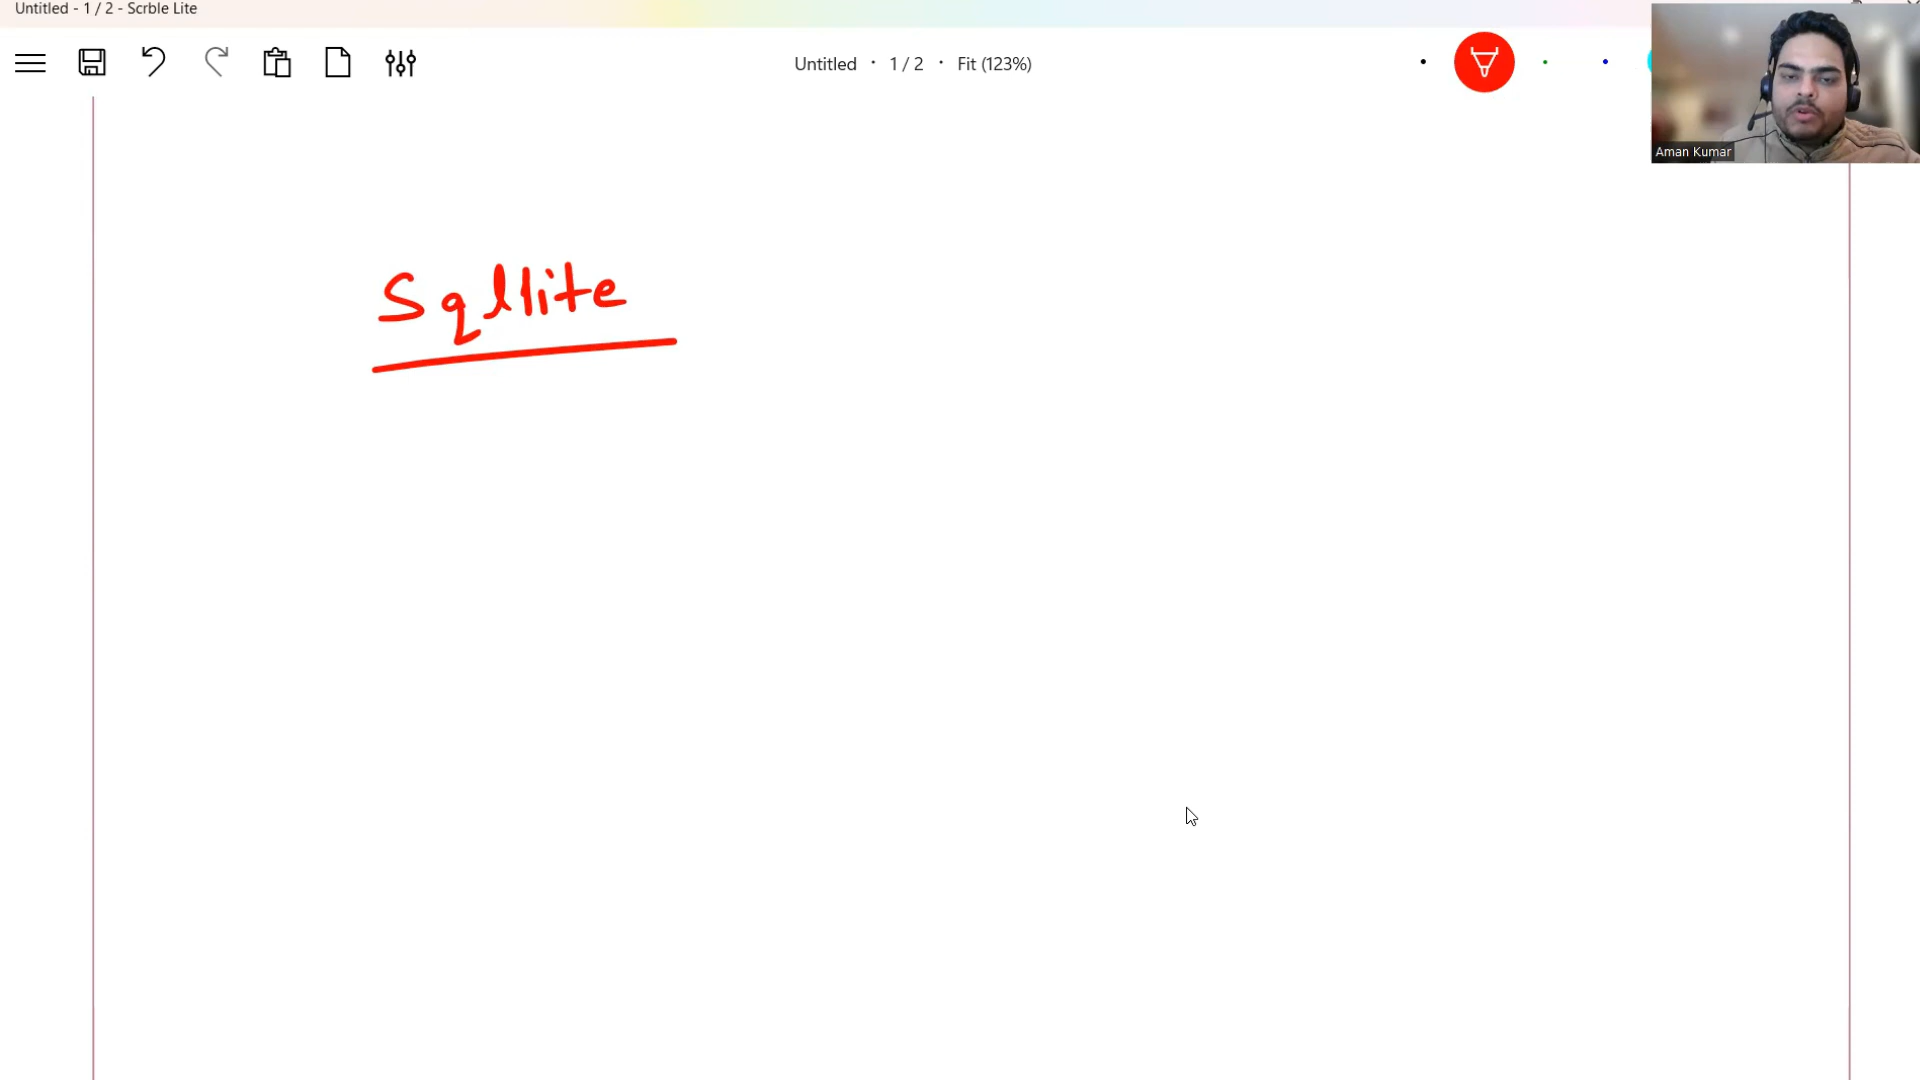 Untitled - 1 / 2 - Scrble Lite
Untitled · 1 / 2 · Fit (123%)
Aman Kumar
Sqllite